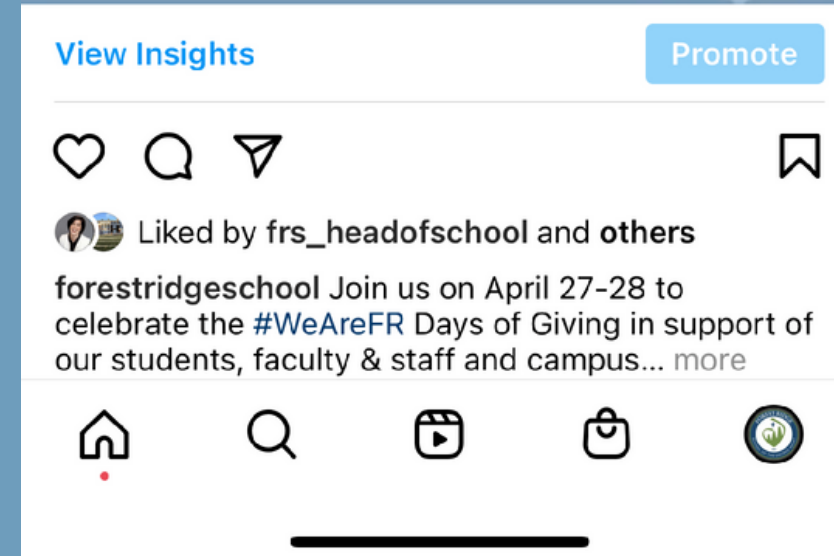 View Insights
Promote
Liked by frs_headofschool and others
forestridgeschool Join us on April 27-28 to
celebrate the #WeAreFR Days of Giving in support of
our students, faculty & staff and campus... more